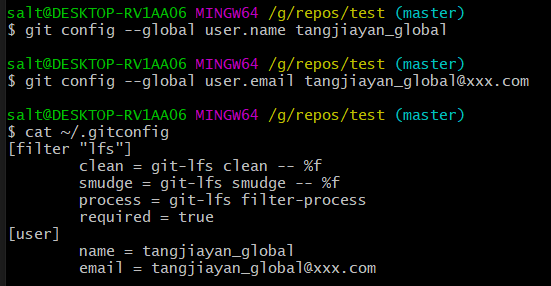 salt@DESKTOP-RV1AA06 MINGW64 /g/repos/test (master)
$ git config --global user.name tangjiayan_global
salt@DESKTOP-RV1AA06 MINGW64 /g/repos/test (master)
$ git config --global user.email tangjiayan_global@xxx.com
salt@DESKTOP-RV1AA06 MINGW64 /g/repos/test (master)
$ cat ~/.gitconfig
[filter "lfs"]
        clean = git-lfs clean -- %f
        smudge = git-lfs smudge -- %f
        process = git-lfs filter-process
        required = true
[user]
        name = tangjiayan_global
        email = tangjiayan_global@xxx.com